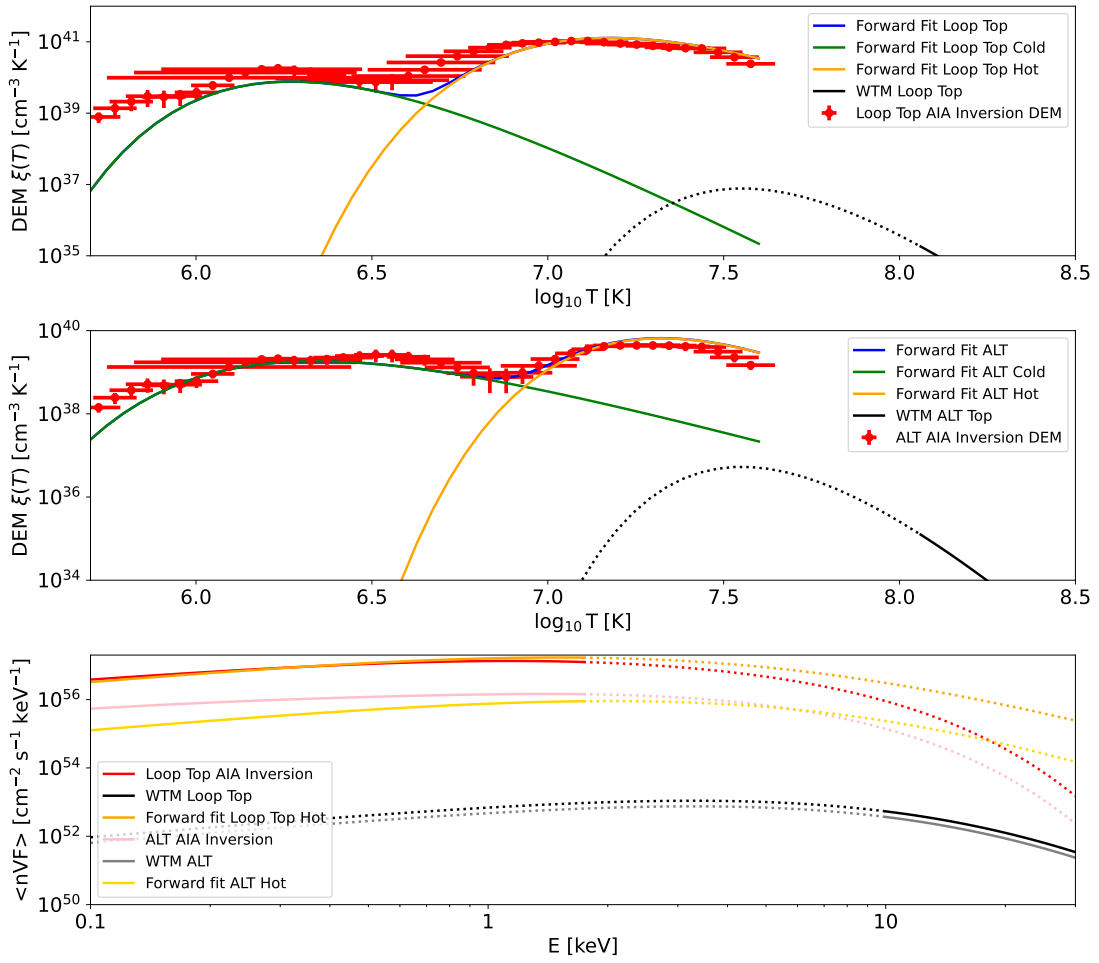 10^41
10^39
10^37
10^35
DEM ξ(T) [cm⁻³ K⁻¹]
Forward Fit Loop Top
Forward Fit Loop Top Cold
Forward Fit Loop Top Hot
WTM Loop Top
Loop Top AIA Inversion DEM
6.0 6.5 7.0 7.5 8.0 8.5
log₁₀ T [K]
10^40
10^38
10^36
10^34
DEM ξ(T) [cm⁻³ K⁻¹]
Forward Fit ALT
Forward Fit ALT Cold
Forward Fit ALT Hot
WTM ALT Top
ALT AIA Inversion DEM
6.0 6.5 7.0 7.5 8.0 8.5
log₁₀ T [K]
10^56
10^54
10^52
10^50
<nVF> [cm⁻² s⁻¹ keV⁻¹]
Loop Top AIA Inversion
WTM Loop Top
Forward fit Loop Top Hot
ALT AIA Inversion
WTM ALT
Forward fit ALT Hot
0.1 1 10
E [keV]